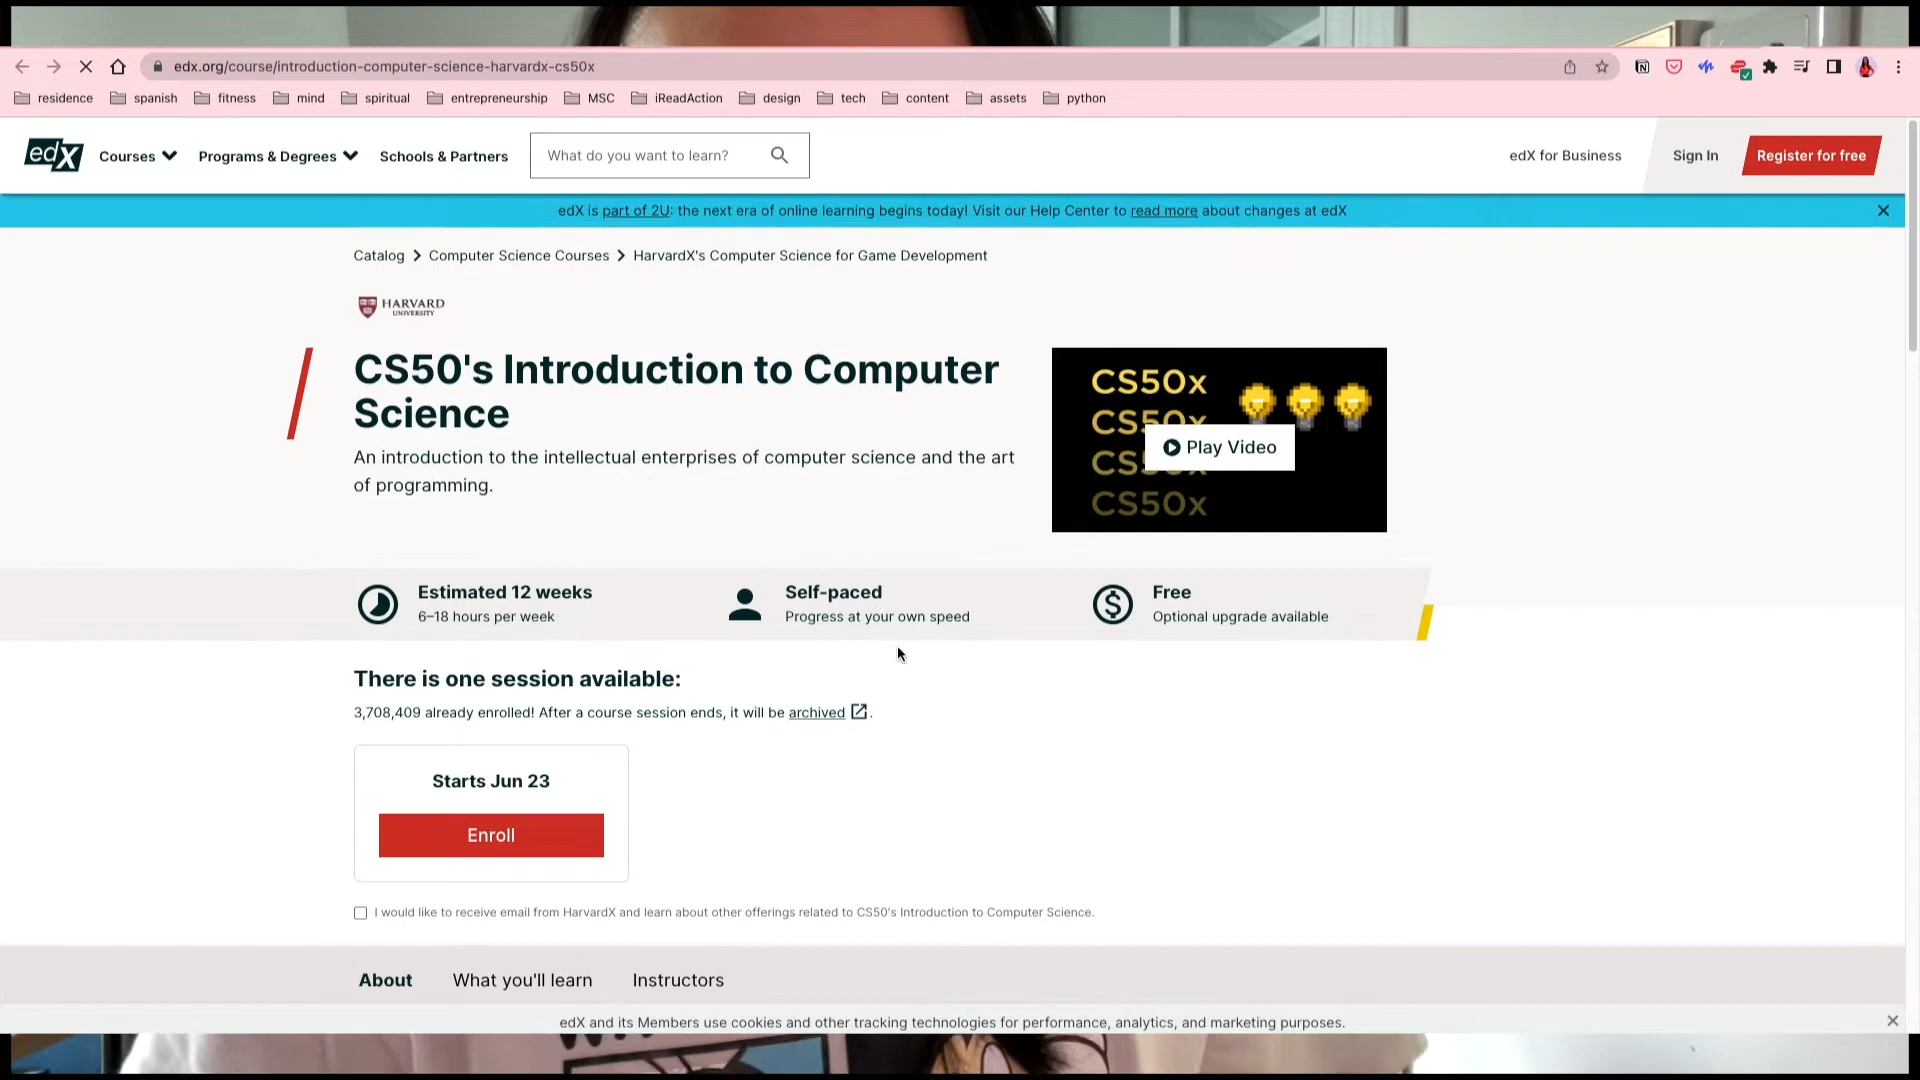 edx.org/course/introduction-computer-science-harvardx-cs50x
residence spanish fitness mind spiritual entrepreneurship MSC iReadAction design tech content assets python
edX Courses Programs & Degrees Schools & Partners What do you want to learn? edX for Business Sign In Register for free
edX is part of 2U: the next era of online learning begins today! Visit our Help Center to read more about changes at edX
Catalog > Computer Science Courses > HarvardX's Computer Science for Game Development
HARVARD
UNIVERSITY
CS50's Introduction to Computer
Science
An introduction to the intellectual enterprises of computer science and the art
of programming.
CS50x
CS50x
Play Video
CS50x
Estimated 12 weeks
6–18 hours per week
Self-paced
Progress at your own speed
Free
Optional upgrade available
There is one session available:
3,708,409 already enrolled! After a course session ends, it will be archived.
Starts Jun 23
Enroll
I would like to receive email from HarvardX and learn about other offerings related to CS50's Introduction to Computer Science.
About What you'll learn Instructors
edX and its Members use cookies and other tracking technologies for performance, analytics, and marketing purposes.